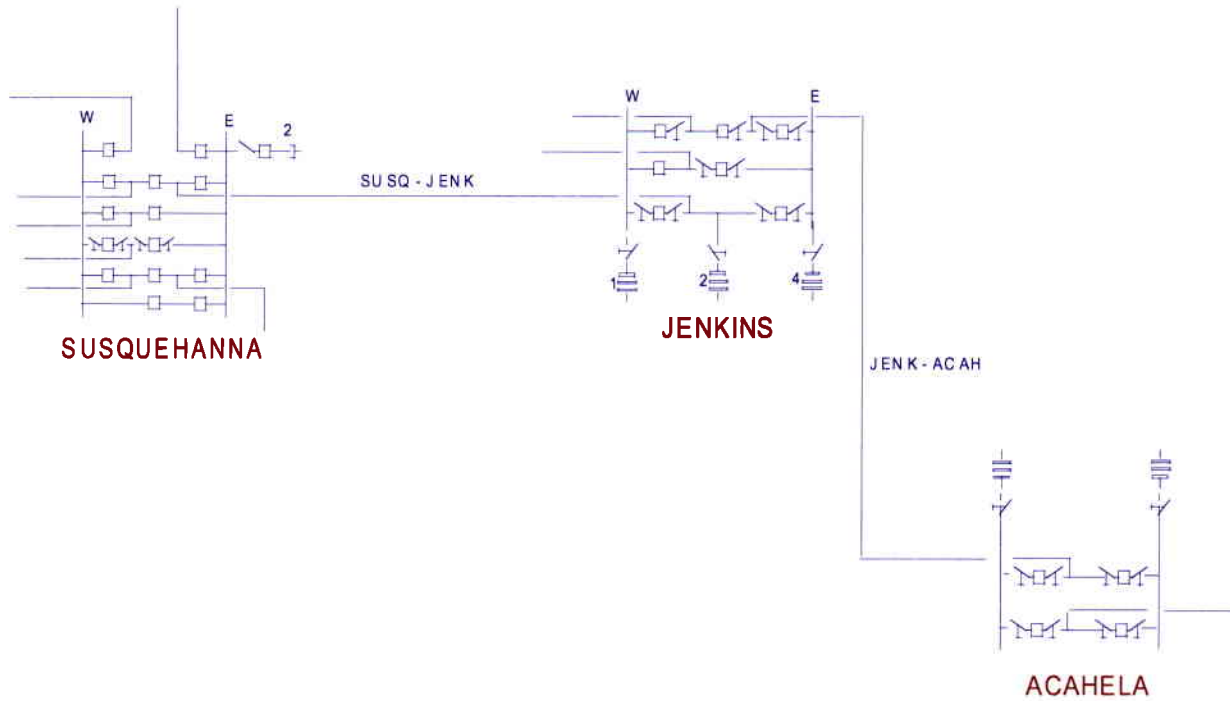 W
E
2
SUSQ - JENK
SUSQUEHANNA
W
E
1
2
4
JENKINS
JENK - ACAH
ACAHELA